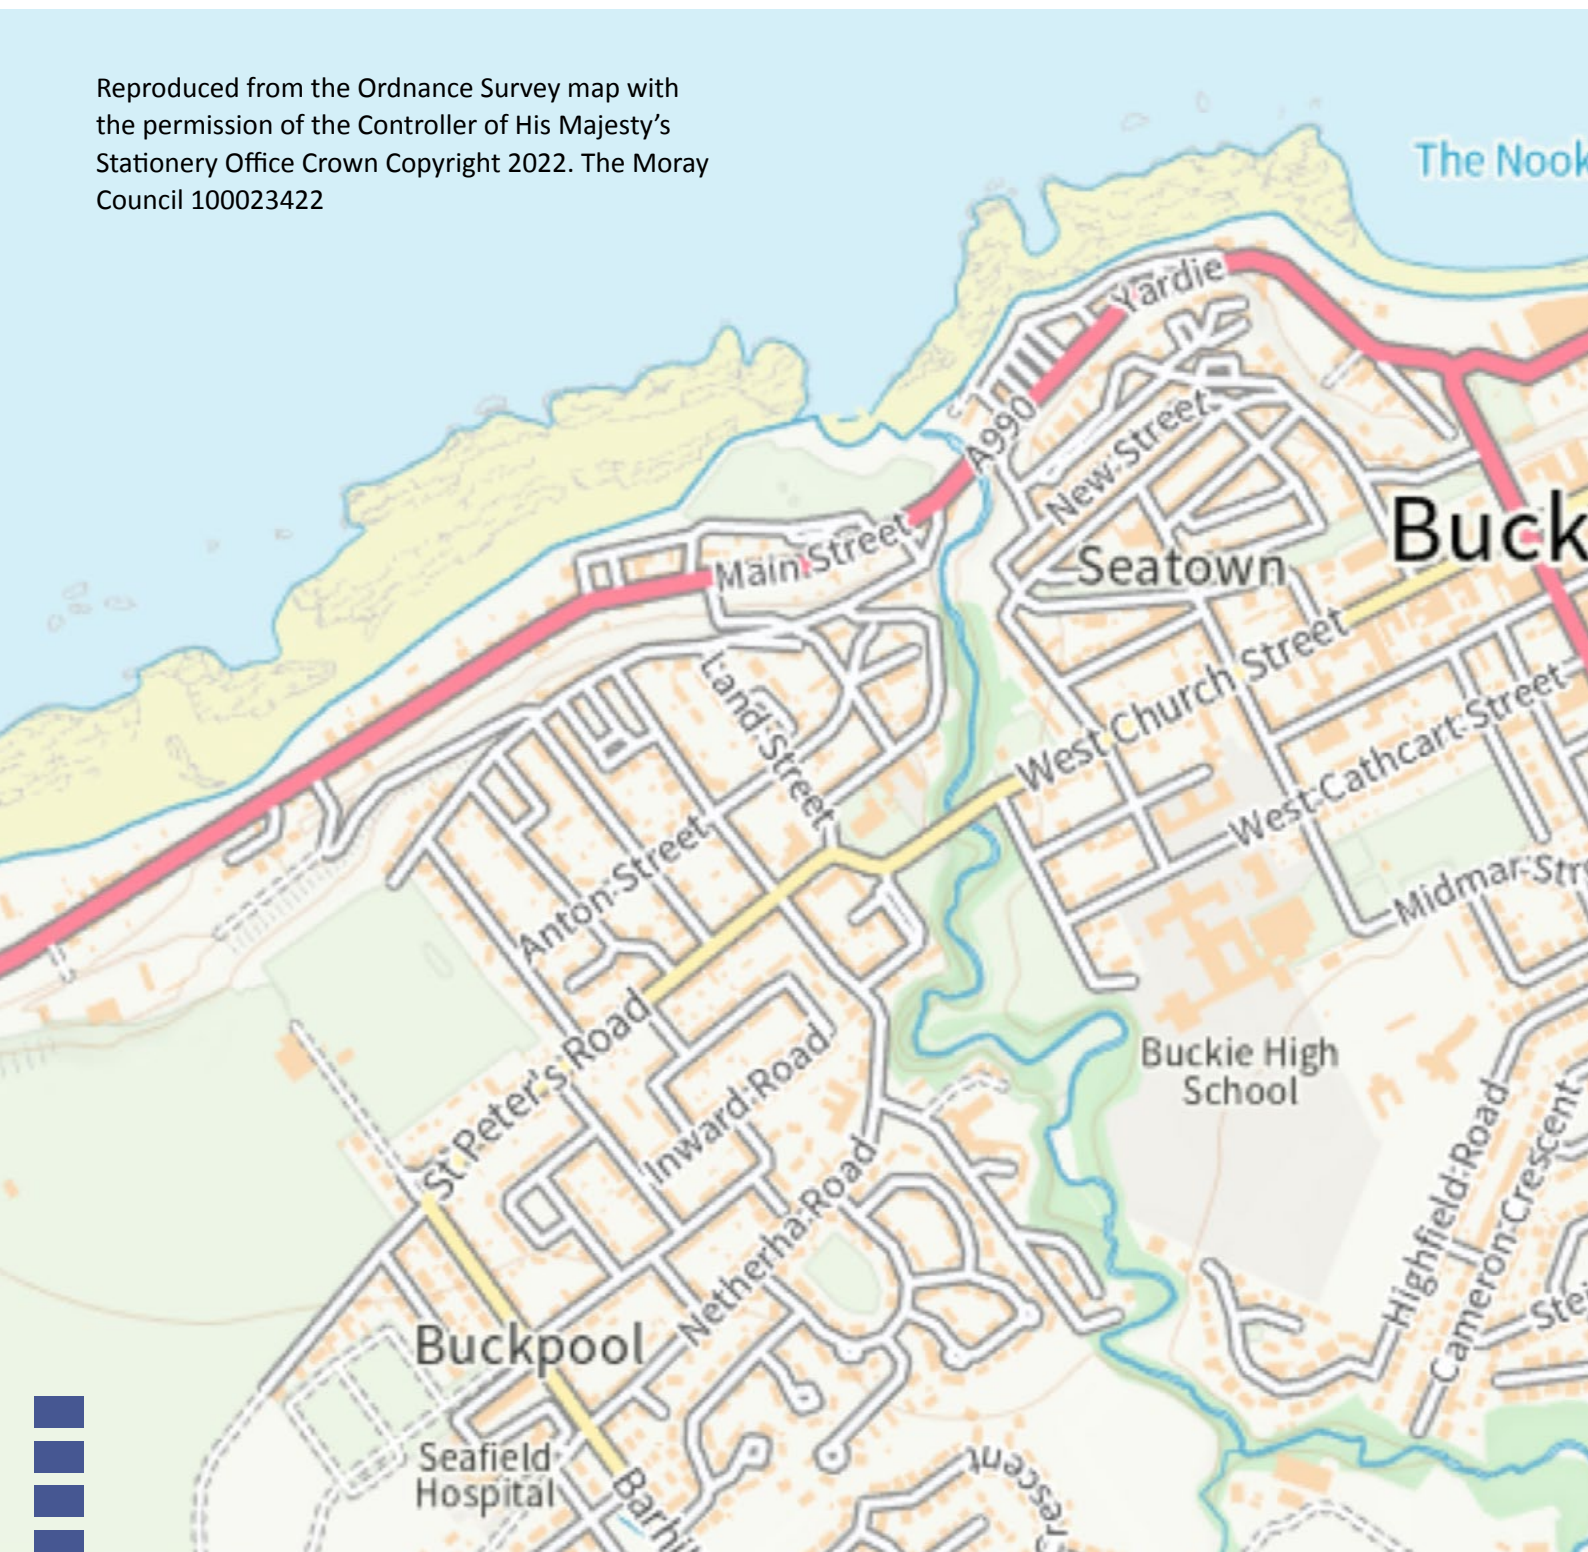 Reproduced from the Ordnance Survey map with
the permission of the Controller of His Majesty’s
Stationery Office Crown Copyright 2022. The Moray
Council 100023422
The Nook
Yardie
A990
New Street
Main Street
Buck
Seatown
Land Street
West Church Street
West Cathcart Street
Anton Street
Midmar Str
St Peter's Road
Inward Road
Buckie High
School
Netherha Road
Highfield Road
Cameron Crescent
Ste
Buckpool
Seafield
Hospital
Barhi
rescent